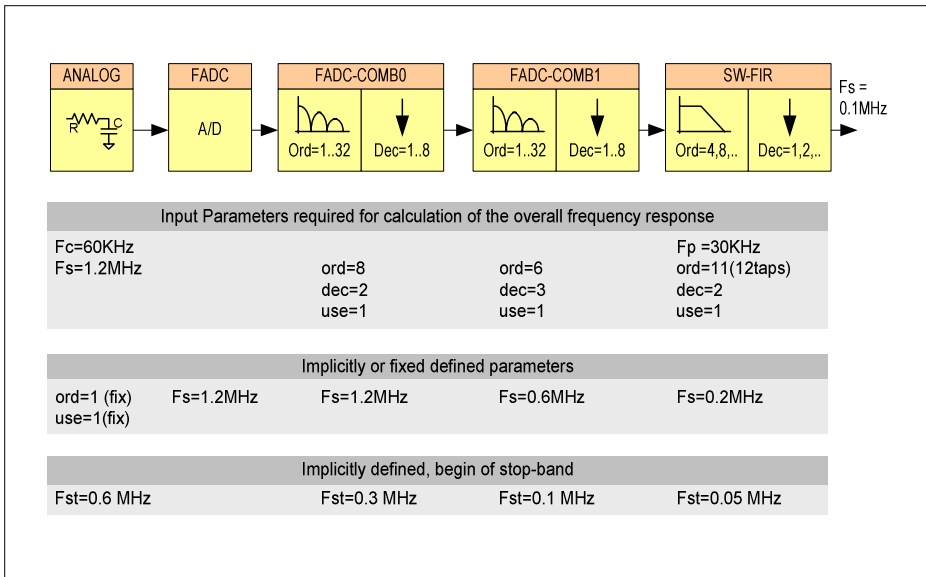 ANALOG FADC FADC-COMB0 FADC-COMB1 SW-FIR
Fs =
0.1MHz
R C A/D
Ord=1..32 Dec=1..8 Ord=1..32 Dec=1..8 Ord=4,8,.. Dec=1,2,..
Input Parameters required for calculation of the overall frequency response
Fc=60KHz Fp =30KHz
Fs=1.2MHz ord=8 ord=6 ord=11(12taps)
dec=2 dec=3 dec=2
use=1 use=1 use=1
Implicitly or fixed defined parameters
ord=1 (fix) Fs=1.2MHz Fs=1.2MHz Fs=0.6MHz Fs=0.2MHz
use=1(fix)
Implicitly defined, begin of stop-band
Fst=0.6 MHz Fst=0.3 MHz Fst=0.1 MHz Fst=0.05 MHz